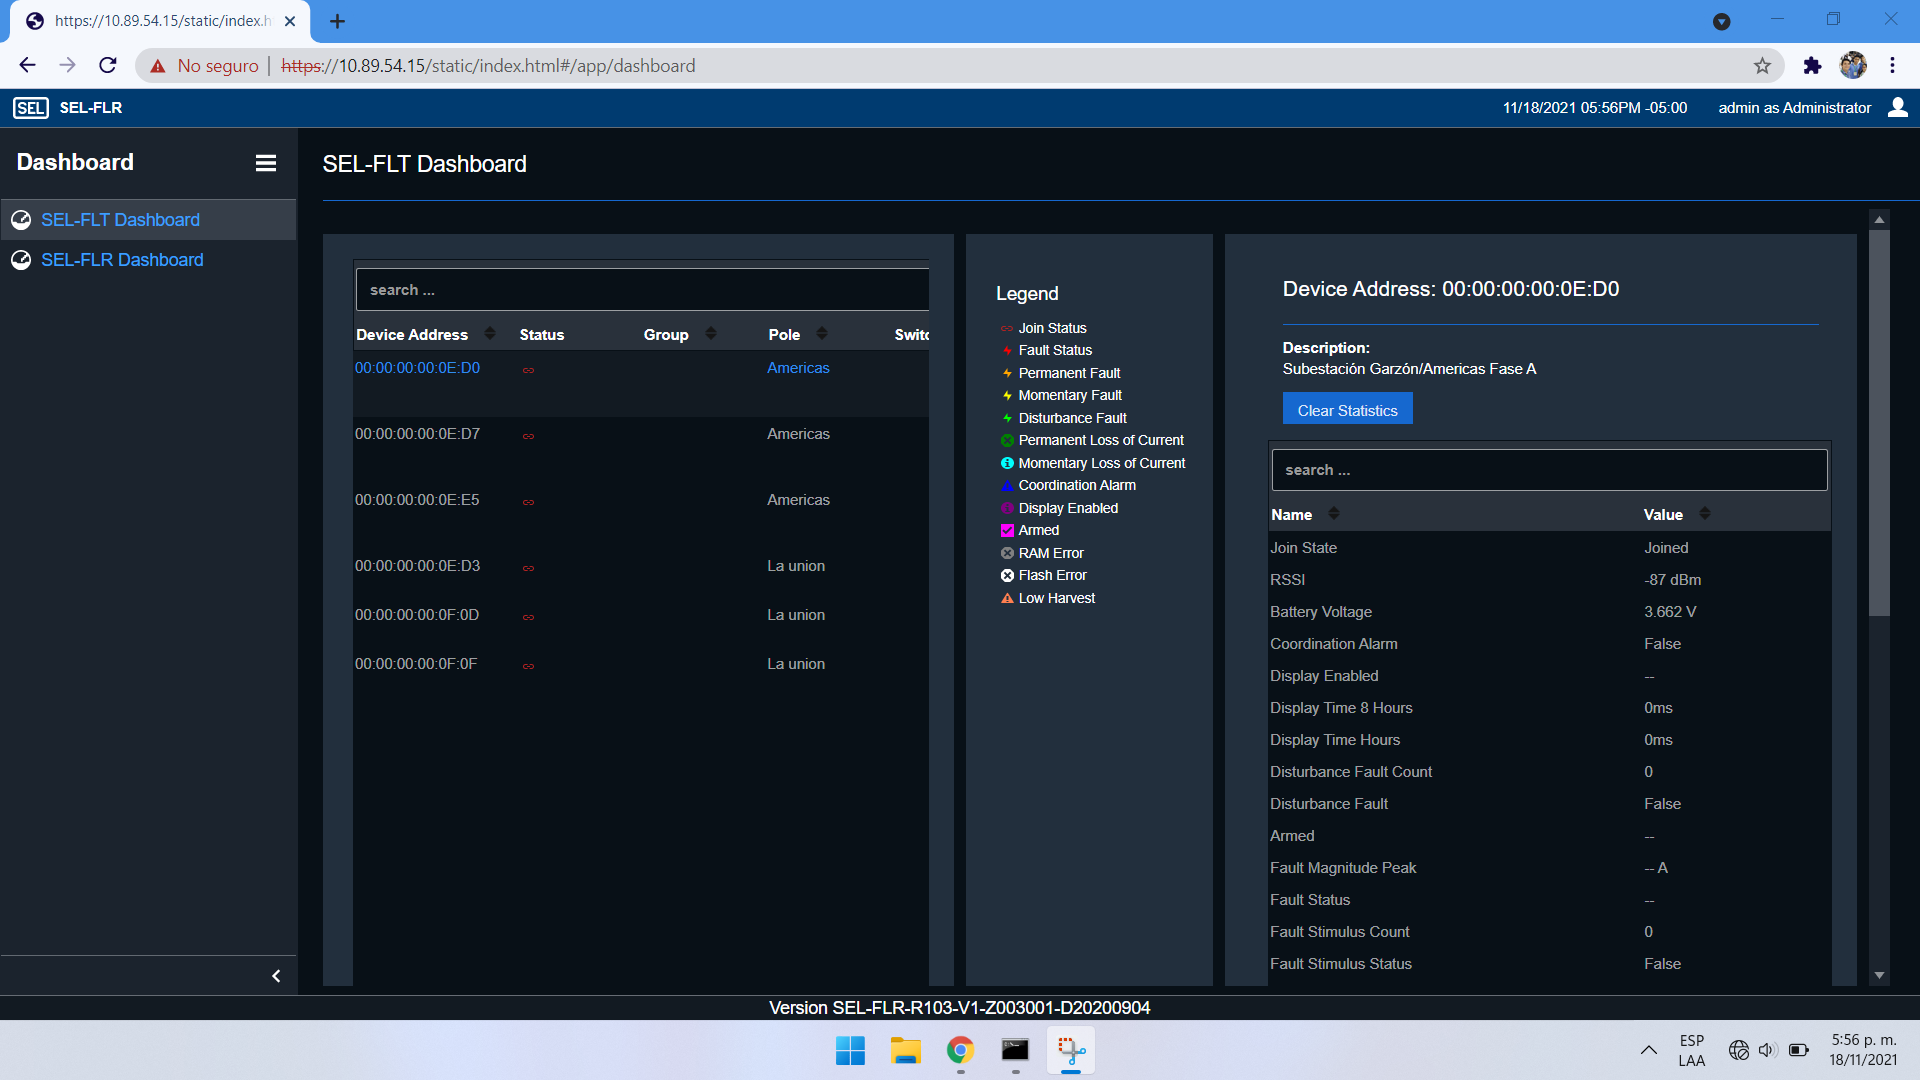 https://10.89.54.15/static/index.h
No seguro | https://10.89.54.15/static/index.html#/app/dashboard
SEL SEL-FLR 11/18/2021 05:56PM -05:00 admin as Administrator
Dashboard
SEL-FLT Dashboard
SEL-FLR Dashboard
SEL-FLT Dashboard
search ...
Device Address Status Group Pole Switc
00:00:00:00:0E:D0 Americas
00:00:00:00:0E:D7 Americas
00:00:00:00:0E:E5 Americas
00:00:00:00:0E:D3 La union
00:00:00:00:0F:0D La union
00:00:00:00:0F:0F La union
Legend
Join Status
Fault Status
Permanent Fault
Momentary Fault
Disturbance Fault
Permanent Loss of Current
Momentary Loss of Current
Coordination Alarm
Display Enabled
Armed
RAM Error
Flash Error
Low Harvest
Device Address: 00:00:00:00:0E:D0
Description:
Subestación Garzón/Americas Fase A
Clear Statistics
search ...
Name Value
Join State Joined
RSSI -87 dBm
Battery Voltage 3.662 V
Coordination Alarm False
Display Enabled --
Display Time 8 Hours 0ms
Display Time Hours 0ms
Disturbance Fault Count 0
Disturbance Fault False
Armed --
Fault Magnitude Peak -- A
Fault Status --
Fault Stimulus Count 0
Fault Stimulus Status False
Version SEL-FLR-R103-V1-Z003001-D20200904
ESP
LAA
5:56 p. m.
18/11/2021